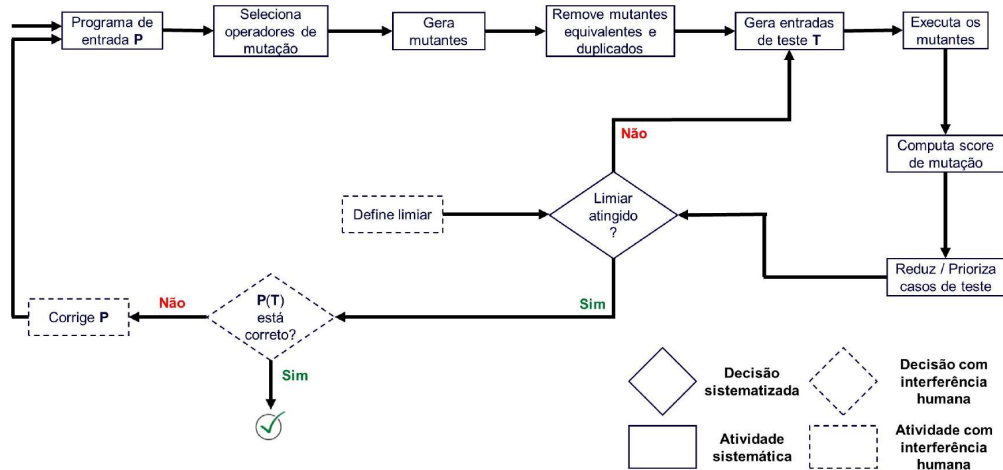 Programa de
entrada P
Seleciona
operadores de
mutação
Gera
mutantes
Remove mutantes
equivalentes e
duplicados
Gera entradas
de teste T
Executa os
mutantes
Não
Computa score
de mutação
Define limiar
Limiar
atingido
?
Reduz / Prioriza
casos de teste
Sim
Corrige P
Não
P(T)
está
correto?
Sim
Decisão
sistematizada
Decisão com
interferência
humana
Atividade
sistemática
Atividade com
interferência
humana